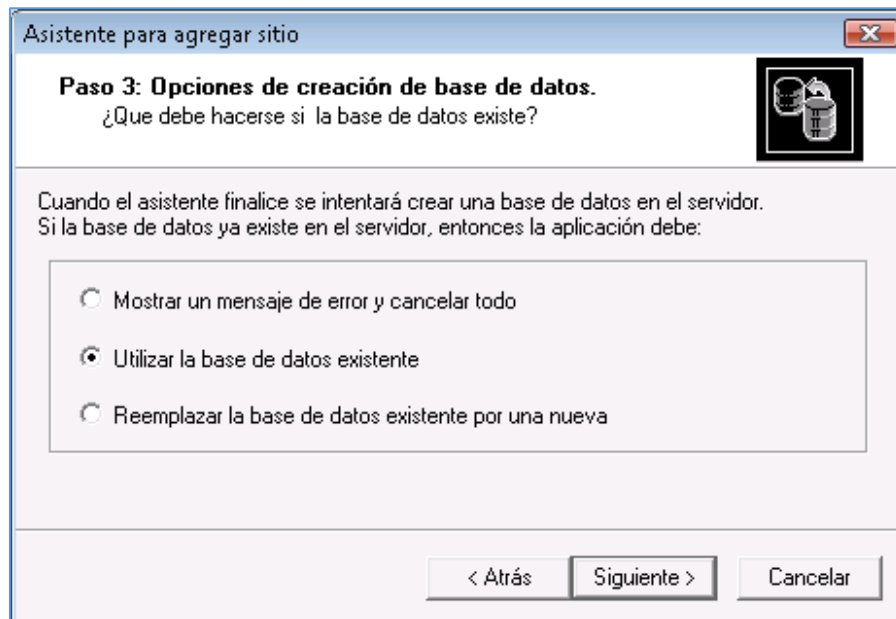 Asistente para agregar sitio
Paso 3: Opciones de creación de base de datos.
¿Que debe hacerse si la base de datos existe?
Cuando el asistente finalice se intentará crear una base de datos en el servidor.
Si la base de datos ya existe en el servidor, entonces la aplicación debe:
Mostrar un mensaje de error y cancelar todo
Utilizar la base de datos existente
Reemplazar la base de datos existente por una nueva
< Atrás
Siguiente >
Cancelar